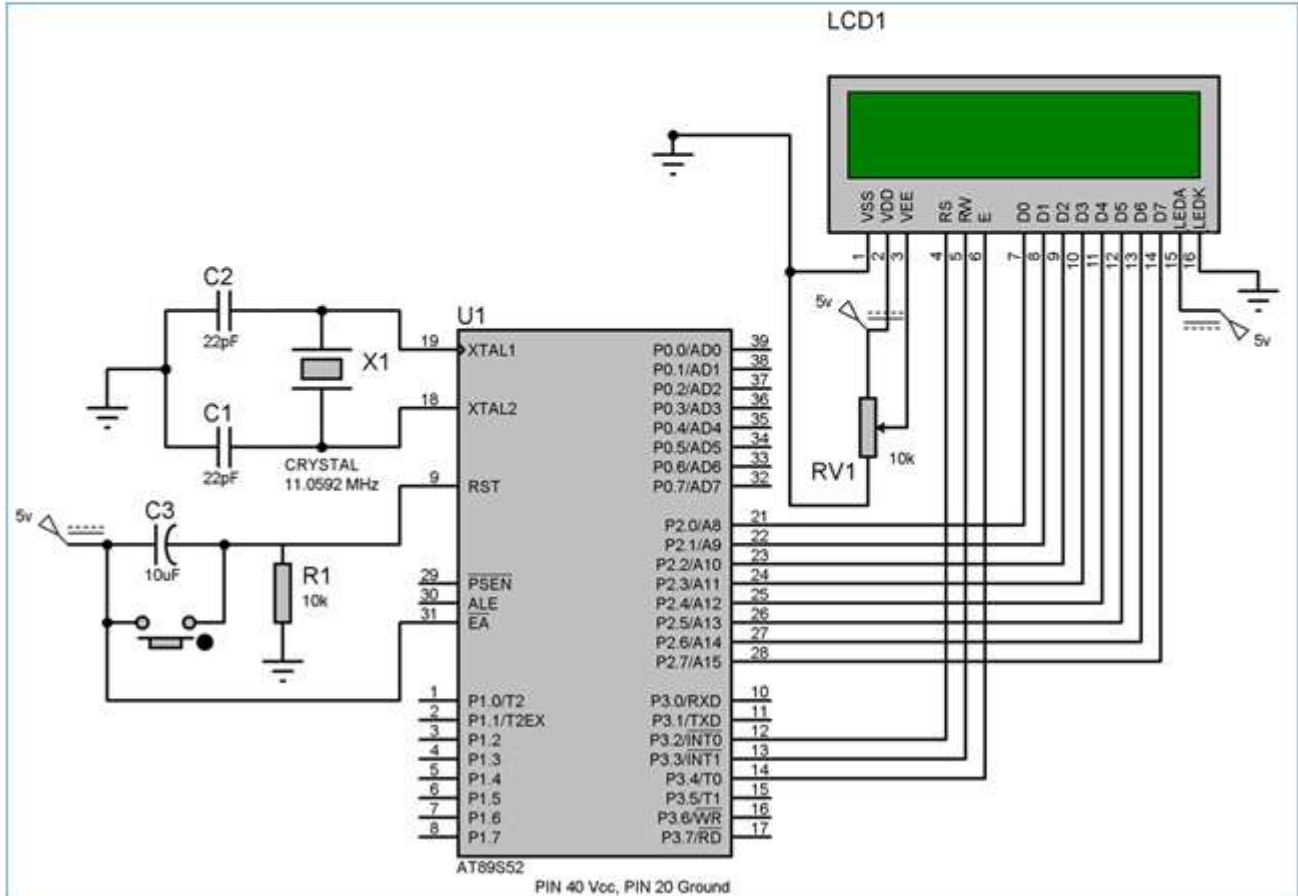 LCD1
VSS
VDD
VEE
RS
RW
E
D0
D1
D2
D3
D4
D5
D6
D7
LEDA
LEDK
1
2
3
4
5
6
7
8
9
10
11
12
13
14
15
16
5v
5v
RV1
10k
C2
22pF
C1
22pF
X1
CRYSTAL
11.0592 MHz
5v
C3
10uF
R1
10k
U1
19 XTAL1
18 XTAL2
9 RST
29 PSEN
30 ALE
31 EA
1 P1.0/T2
2 P1.1/T2EX
3 P1.2
4 P1.3
5 P1.4
6 P1.5
7 P1.6
8 P1.7
P0.0/AD0 39
P0.1/AD1 38
P0.2/AD2 37
P0.3/AD3 36
P0.4/AD4 35
P0.5/AD5 34
P0.6/AD6 33
P0.7/AD7 32
P2.0/A8 21
P2.1/A9 22
P2.2/A10 23
P2.3/A11 24
P2.4/A12 25
P2.5/A13 26
P2.6/A14 27
P2.7/A15 28
P3.0/RXD 10
P3.1/TXD 11
P3.2/INT0 12
P3.3/INT1 13
P3.4/T0 14
P3.5/T1 15
P3.6/WR 16
P3.7/RD 17
AT89S52
PIN 40 Vcc, PIN 20 Ground